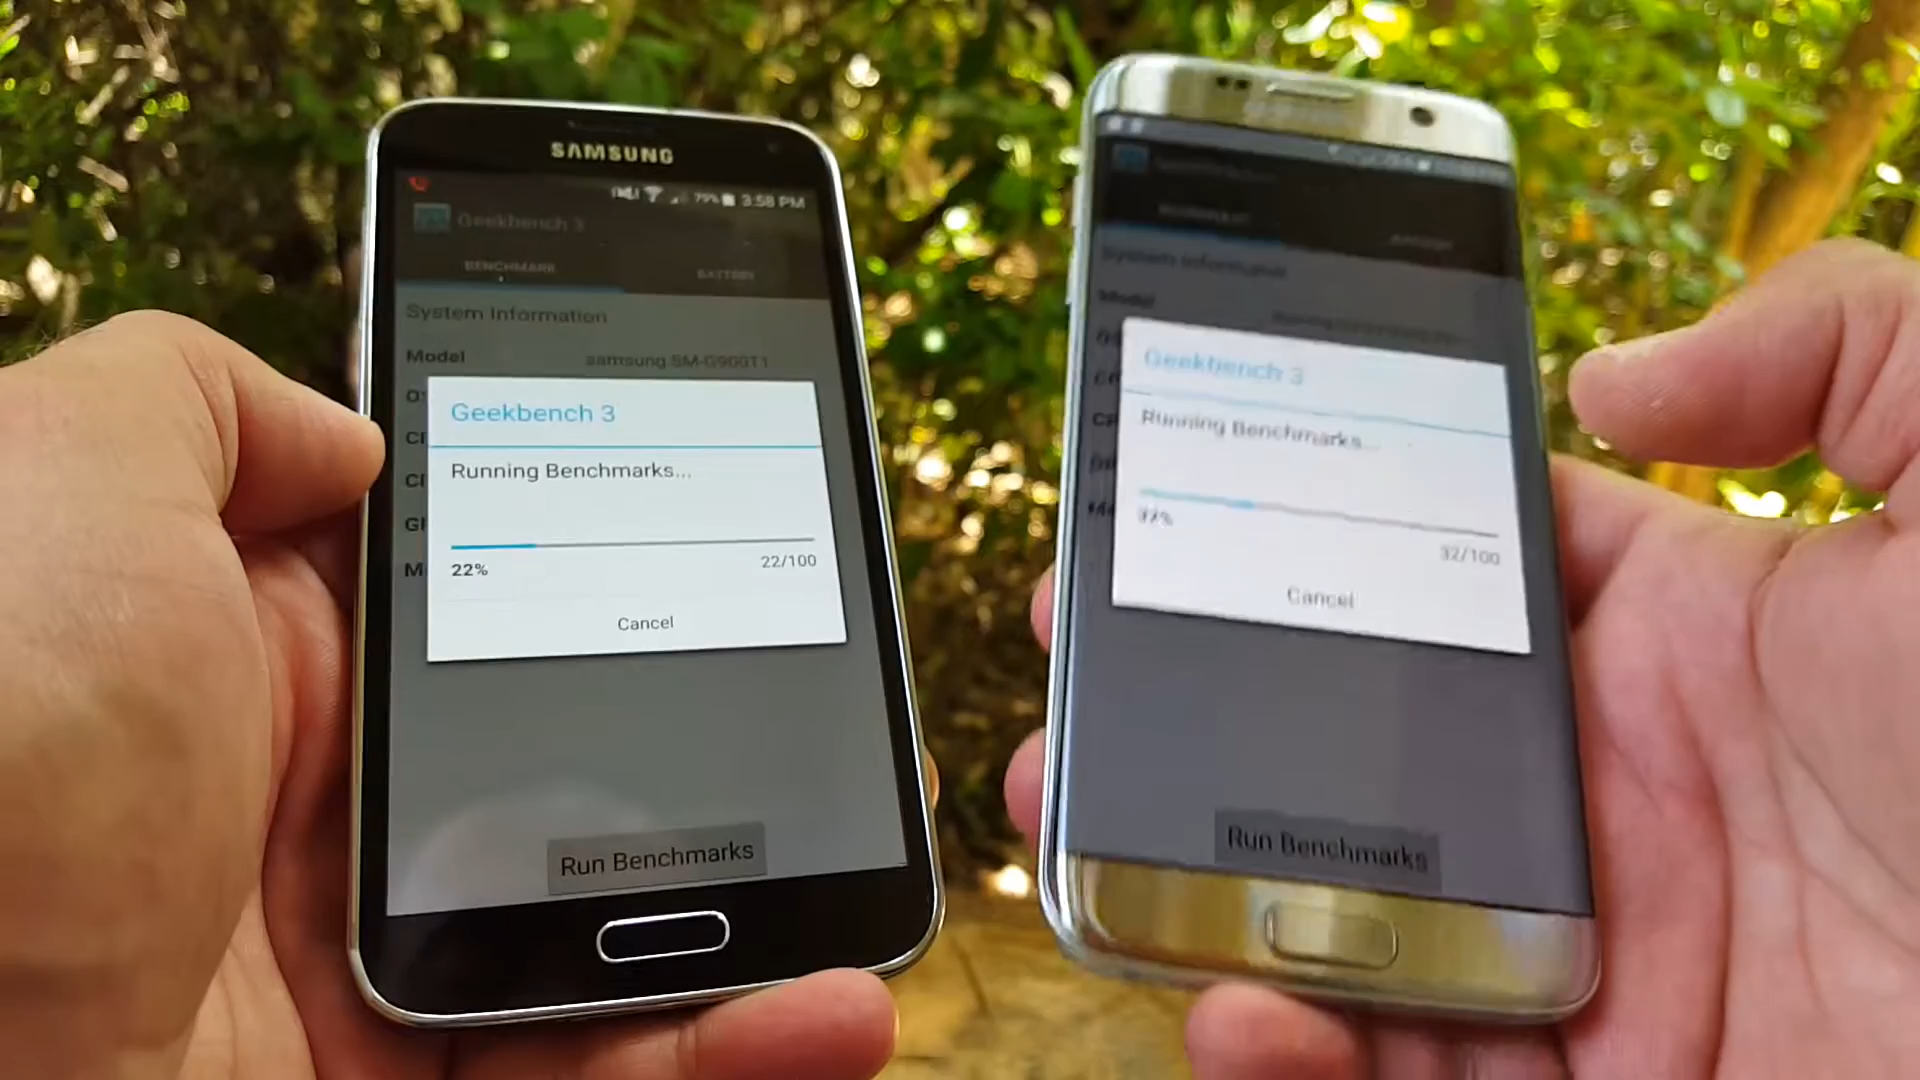 SAMSUNG
79% 3:58 PM
Geekbench 3
BENCHMARK
BATTERY
System Information
Model
samsung SM-G900T1
Geekbench 3
Running Benchmarks...
22%
22/100
Cancel
Run Benchmarks
System Information
Model
Geekbench 3
Running Benchmarks...
32/100
Cancel
Run Benchmarks